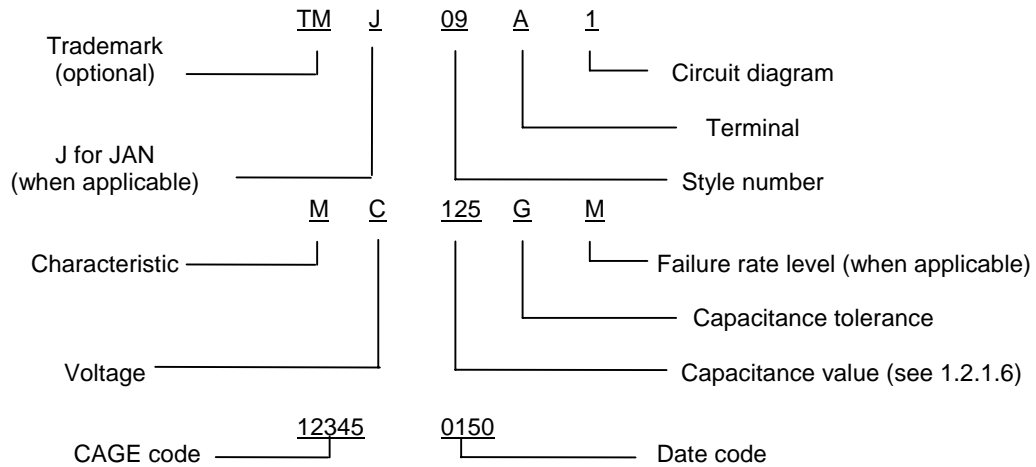 TM J 09 A 1
Trademark
(optional)
Circuit diagram
Terminal
J for JAN
(when applicable)
Style number
M C 125 G M
Characteristic
Failure rate level (when applicable)
Capacitance tolerance
Voltage
Capacitance value (see 1.2.1.6)
12345 0150
CAGE code
Date code